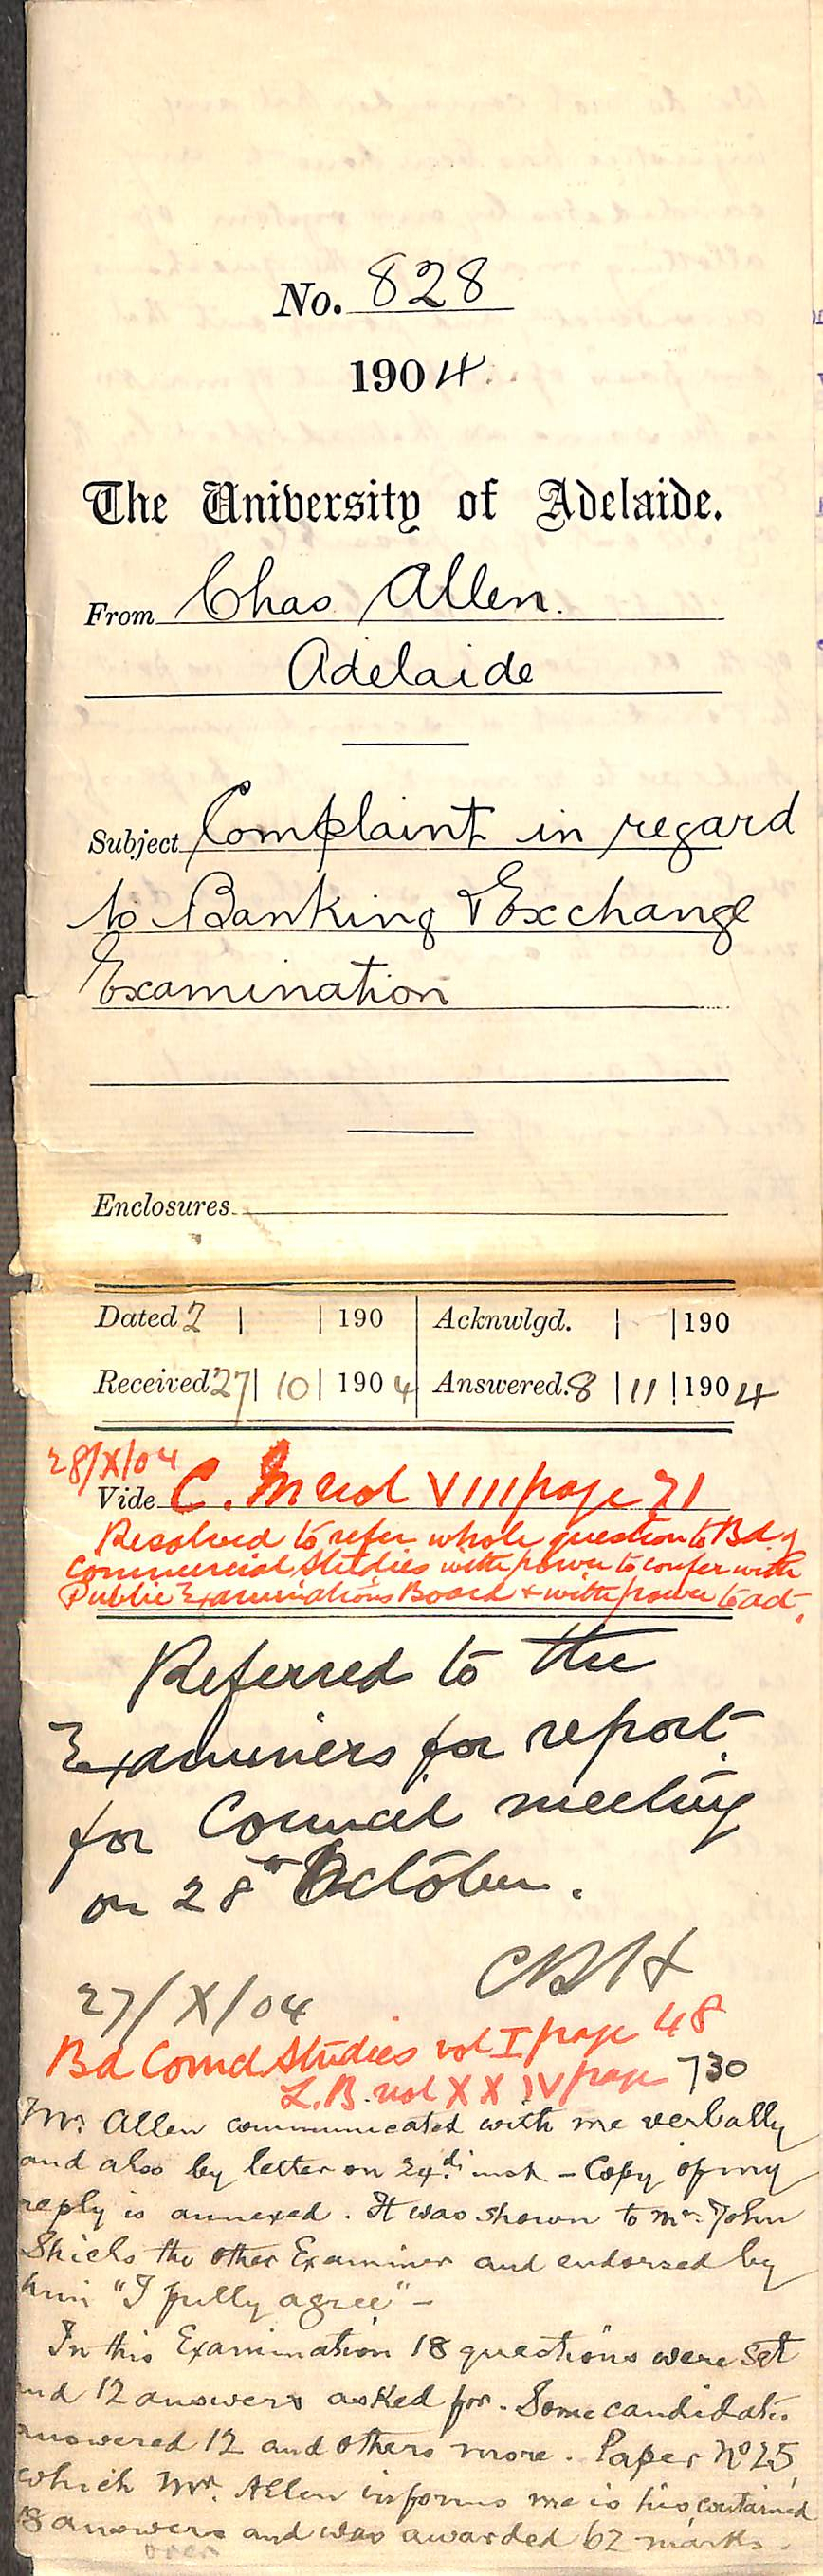 No. 828
1904.
The University of Adelaide.
From Chas Allen.
Adelaide
Subject Complaint in regard
to Banking & Exchange
Examination
Enclosures
Dated 2 | | 190 Acknwlgd. | | 190
Received 27 | 10 | 1904 Answered. 8 | 11 | 1904
28/X/04
Vide C. M vol VIII page 71
Resolved to refer whole question to Bd. of
Commercial Studies with power to confer with
Public Examinations Board & with power to act.
Referred to the
Examiners for report
for Council meeting
on 28th October.
27/X/04
Bd Comcl Studies vol I page 48
L.B. vol XXIV page 730
Mr. Allen communicated with me verbally
and also by letter on 24th inst - Copy of my
reply is annexed. It was shown to Mr. John
Shiels the other Examiner and endorsed by
him "I fully agree" -
In this Examination 18 questions were set
and 12 answers asked for. Some candidates
answered 12 and others more. Paper No 25,
which Mr. Allen informs me is his contained
18 answers and was awarded 62 marks.
over